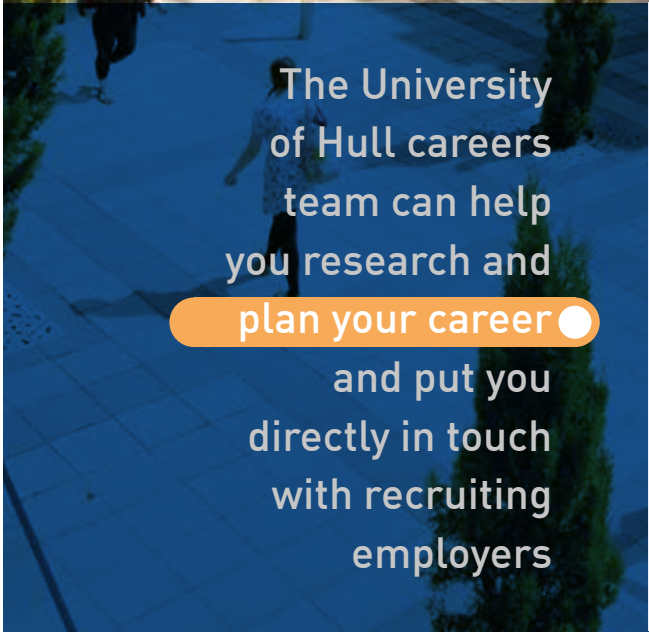 The University
of Hull careers
team can help
you research and
plan your career
and put you
directly in touch
with recruiting
employers